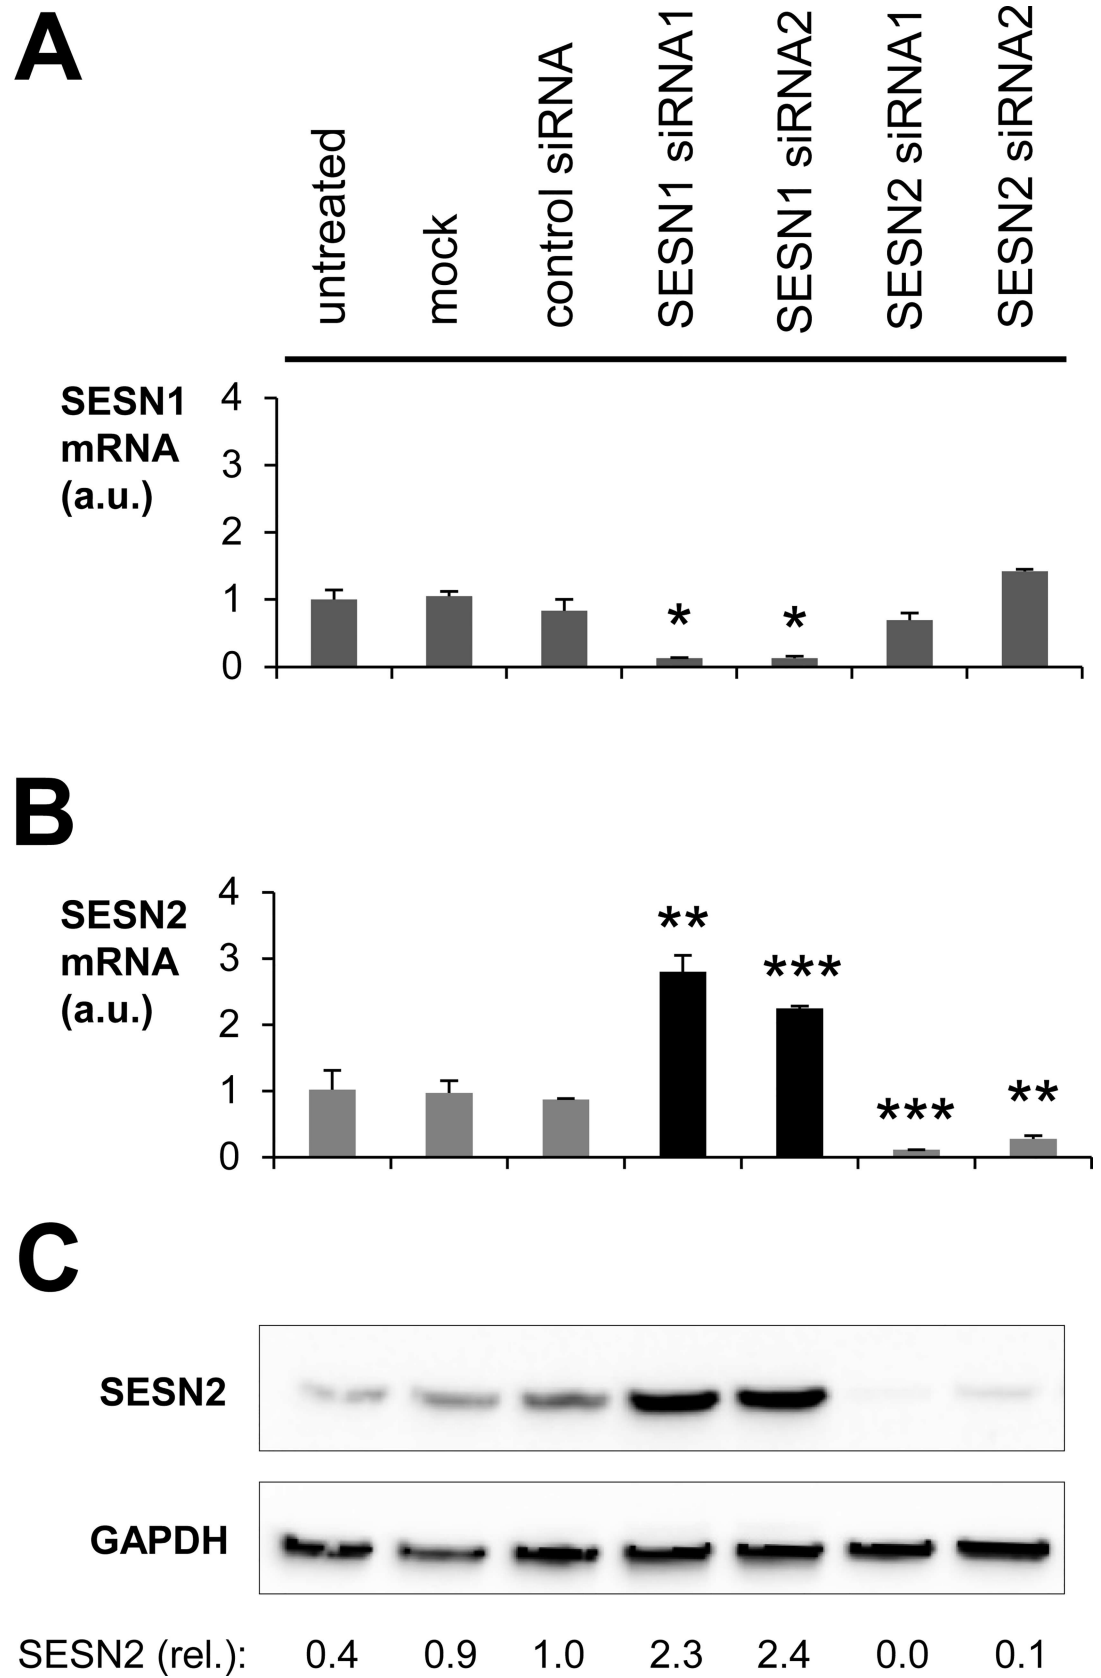 A
untreated
mock
control siRNA
SESN1 siRNA1
SESN1 siRNA2
SESN2 siRNA1
SESN2 siRNA2
SESN1
mRNA
(a.u.)
4
3
2
1
0
*
*
B
SESN2
mRNA
(a.u.)
4
3
2
1
0
**
***
***
**
C
SESN2
GAPDH
SESN2 (rel.): 0.4 0.9 1.0 2.3 2.4 0.0 0.1